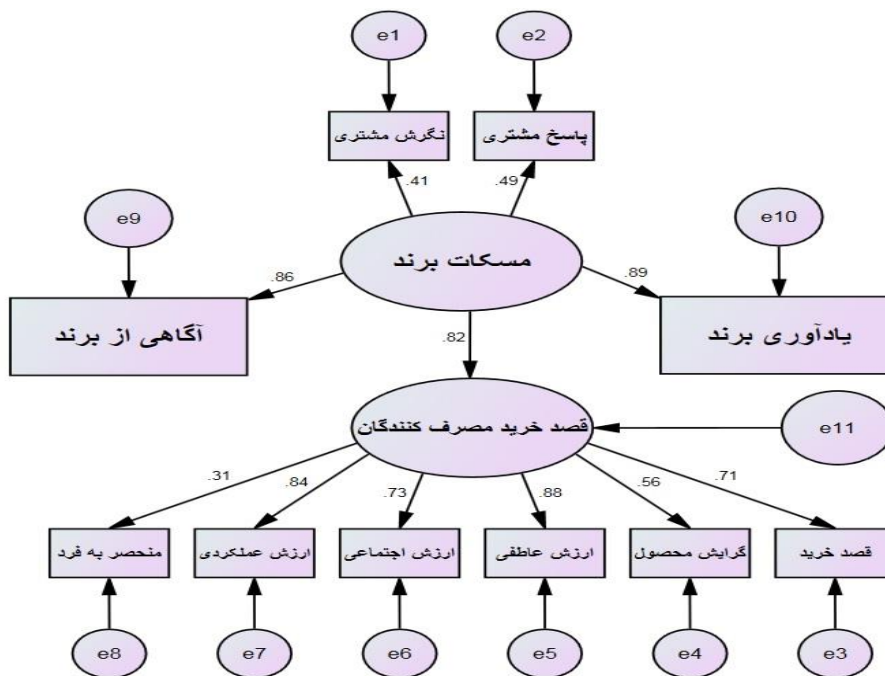 e1
e2
نگرش مشتری
پاسخ مشتری
.41
.49
e9
e10
مسکات برند
.86
.89
آگاهی از برند
یادآوری برند
.82
قصد خرید مصرف کنندگان
e11
.31
.84
.73
.88
.56
.71
منحصر به فرد
ارزش عملکردی
ارزش اجتماعی
ارزش عاطفی
گرایش محصول
قصد خرید
e8
e7
e6
e5
e4
e3